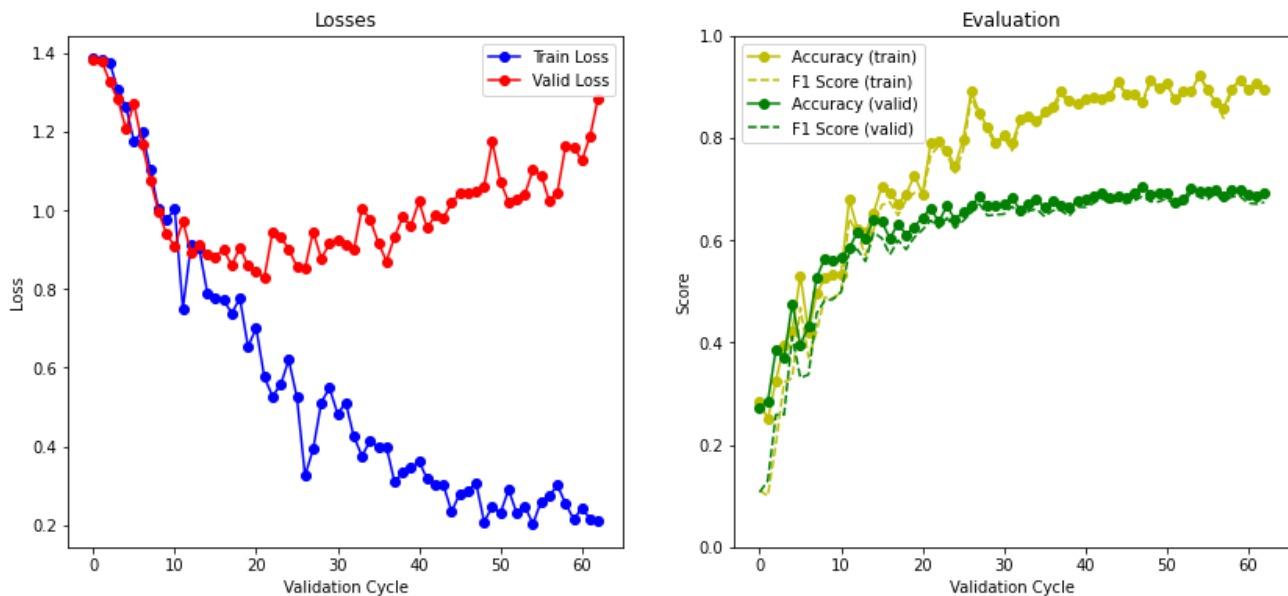 Losses
1.4
1.2
1.0
0.8
0.6
0.4
0.2
Loss
0
10
20
30
40
50
60
Validation Cycle
Train Loss
Valid Loss
Evaluation
1.0
0.8
0.6
0.4
0.2
0.0
Score
0
10
20
30
40
50
60
Validation Cycle
Accuracy (train)
F1 Score (train)
Accuracy (valid)
F1 Score (valid)